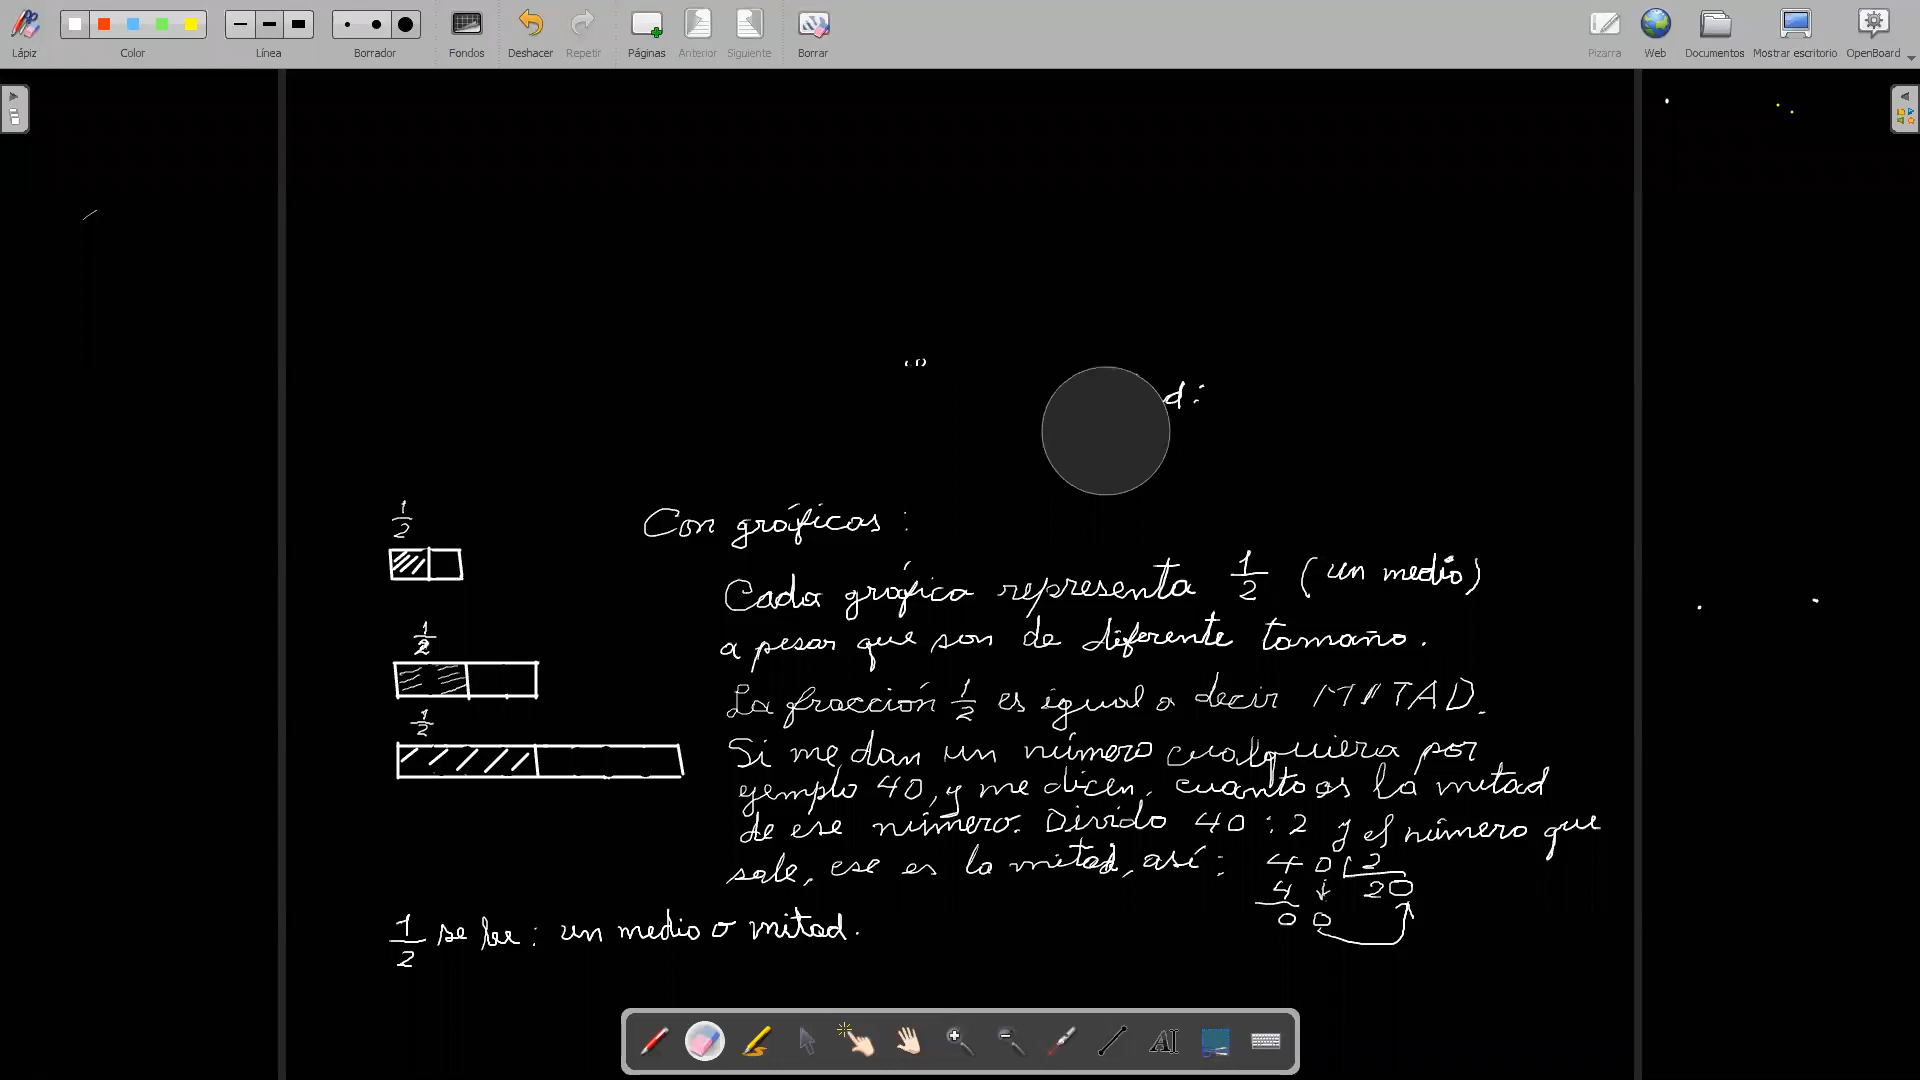 Lápiz
Color
Línea
Borrador
Fondos
Deshacer
Repetir
Páginas
Anterior
Siguiente
Borrar
Pizarra
Web
Documentos
Mostrar escritorio
OpenBoard
d:
1/2
Con gráficas:
Cada gráfica representa 1/2 (un medio)
a pesar que son de diferente tamaño.
1/2
La fracción 1/2 es igual a decir MITAD.
1/2
Si me dan un número cualquiera por
ejemplo 40, y me dicen, cuanto es la mitad
de ese número. Divido 40 : 2 y el número que
sale, ese es la mitad, así: 40 2
4 20
0 0
1/2 se lee: un medio o mitad.